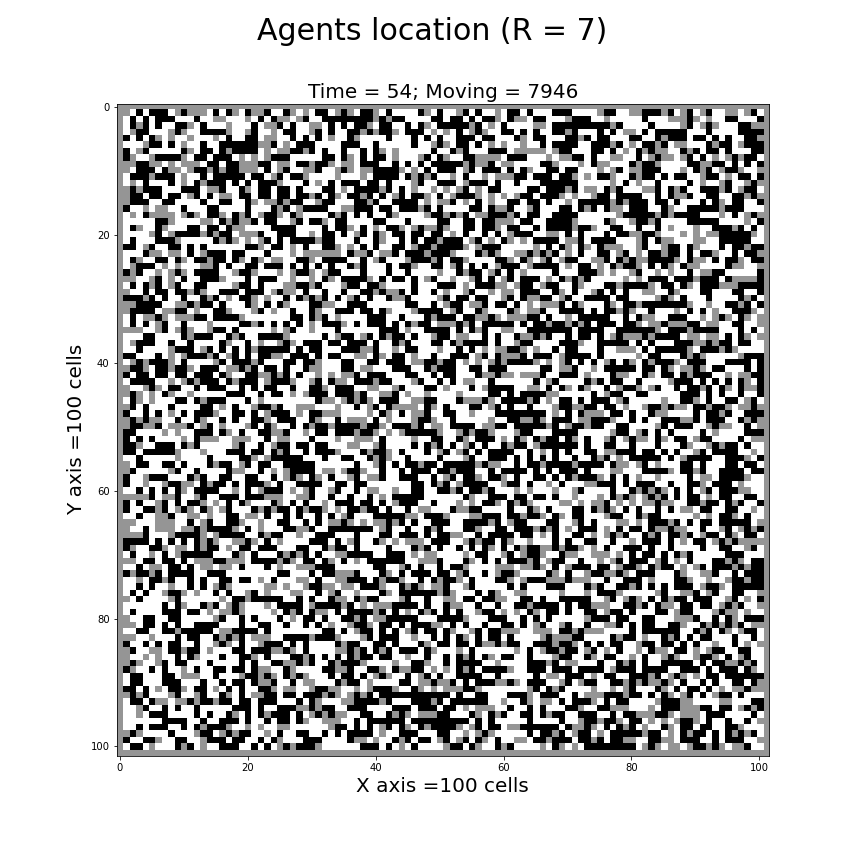 Agents location (R = 7)
Time = 54; Moving = 7946
0
20
40
60
80
100
Y axis =100 cells
0 20 40 60 80 100
X axis =100 cells